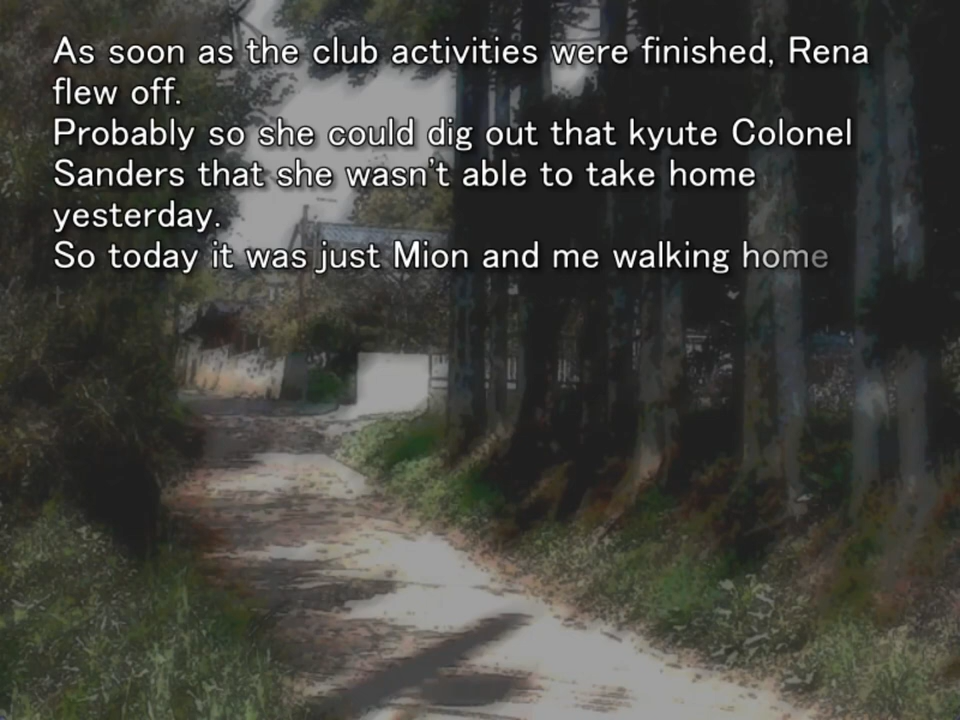 As soon as the club activities were finished, Rena
flew off.
Probably so she could dig out that kyute Colonel
Sanders that she wasn't able to take home
yesterday.
So today it was just Mion and me walking home
t